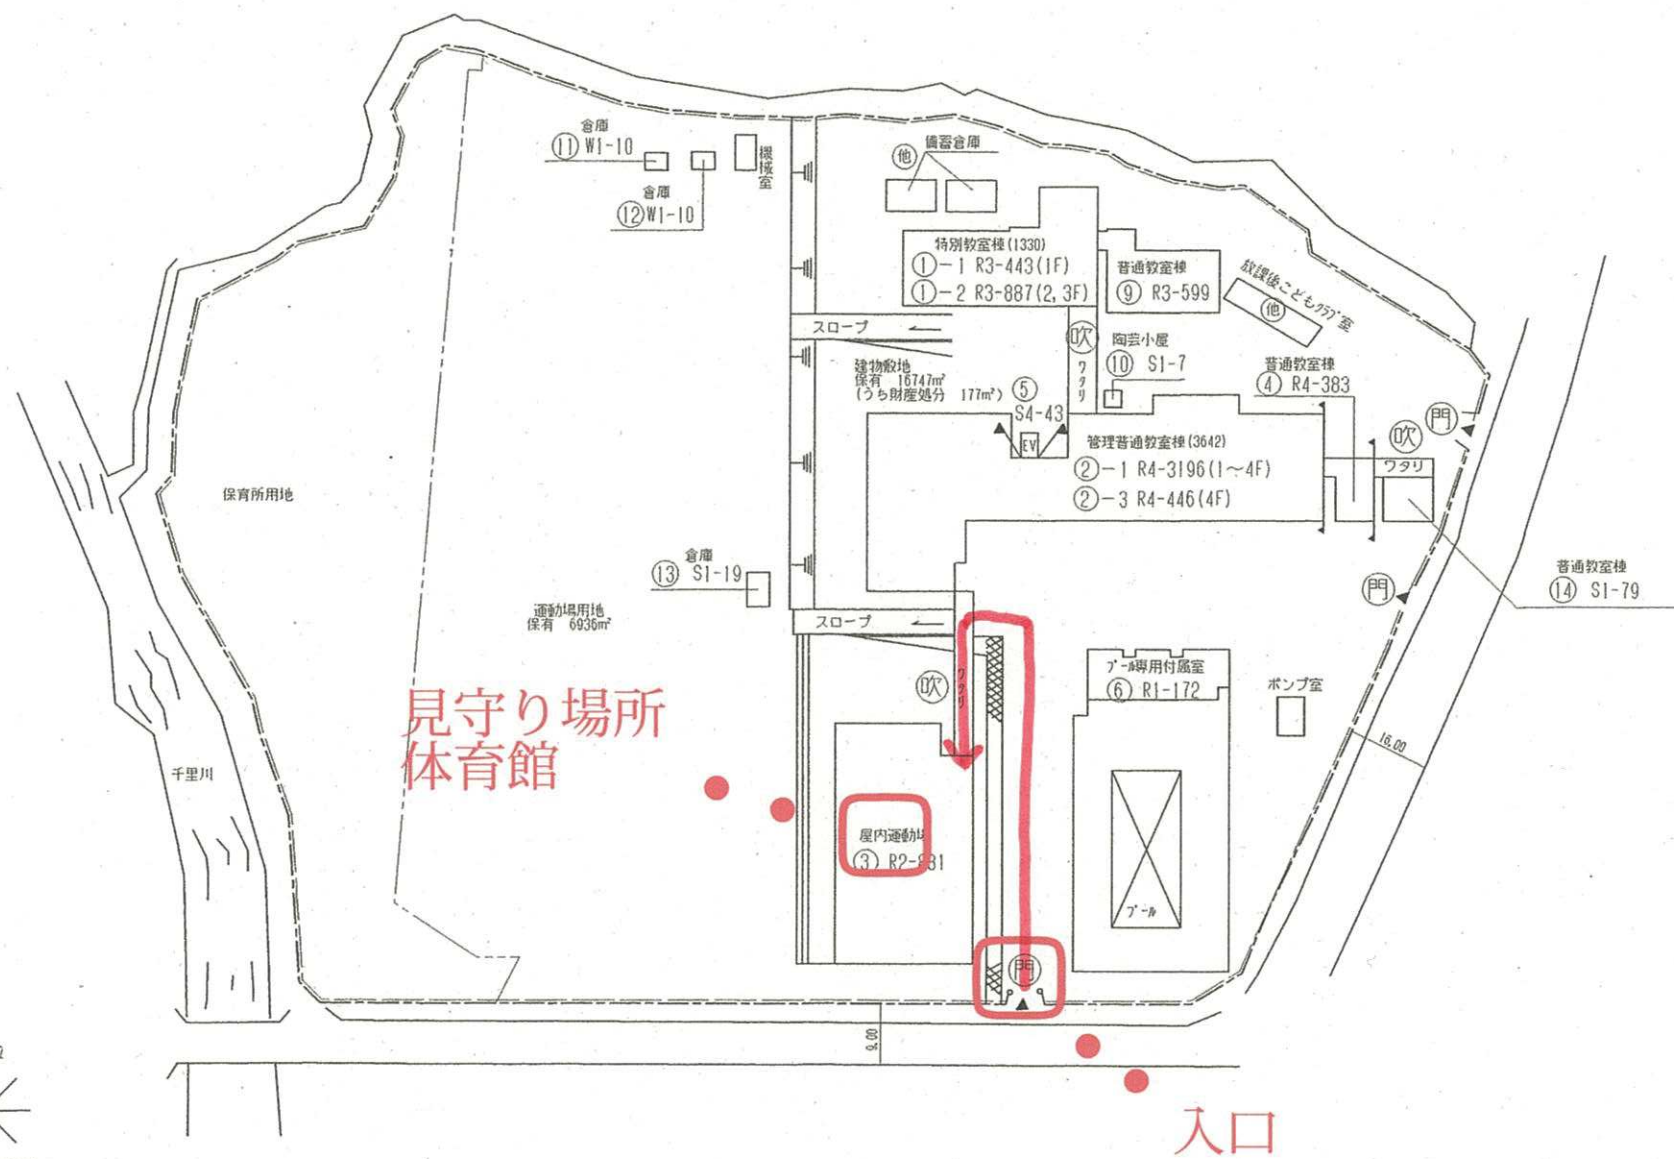 倉庫
⑪ W1-10
倉庫
⑫ W1-10
機械室
他
備蓄倉庫
特別教室棟(1330)
①-1 R3-443(1F)
①-2 R3-887(2,3F)
普通教室棟
⑨ R3-599
放課後こどもクラブ室
他
スロープ
吹
ワタリ
陶芸小屋
⑩ S1-7
普通教室棟
④ R4-383
建物敷地
保有 16747㎡
(うち財産処分 177㎡)
⑤
S4-43
EV
管理普通教室棟(3642)
②-1 R4-3196(1~4F)
②-3 R4-446(4F)
吹
門
ワタリ
保育所用地
倉庫
⑬ S1-19
運動場用地
保有 6936㎡
門
普通教室棟
⑭ S1-79
スロープ
吹
ワタリ
プール専用付属室
⑥ R1-172
ポンプ室
16.00
見守り場所
体育館
千里川
屋内運動場
③ R2-831
プール
門
9.00
入口